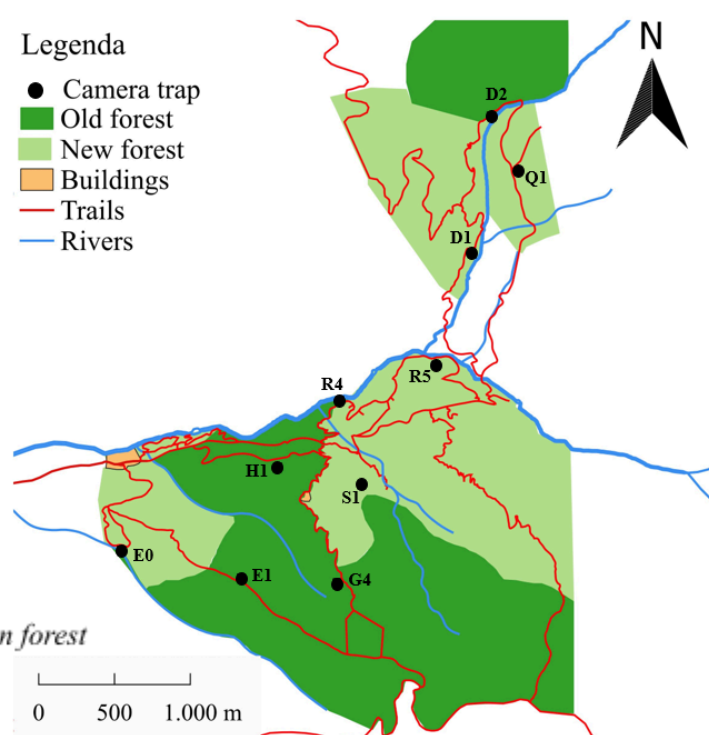 Legenda
Camera trap
Old forest
New forest
Buildings
Trails
Rivers
N
D2
Q1
D1
R4
R5
H1
S1
E0
E1
G4
n forest
0 500 1.000 m